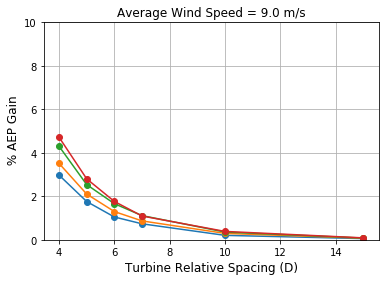 Average Wind Speed = 9.0 m/s
10
8
6
4
2
0
% AEP Gain
4 6 8 10 12 14
Turbine Relative Spacing (D)